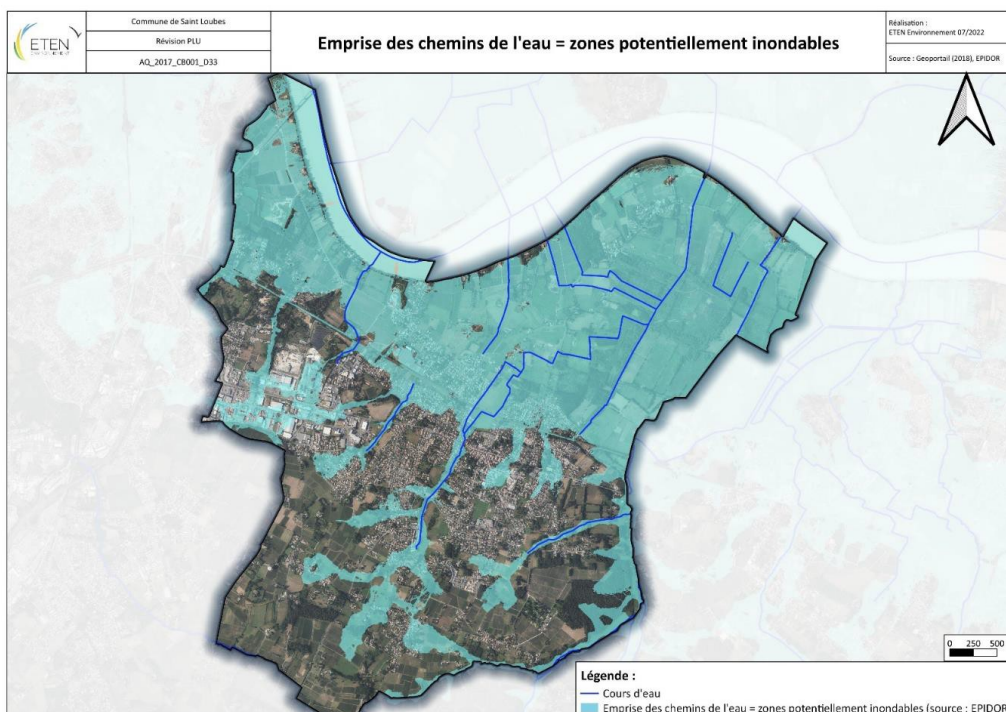 ETEN
Commune de Saint Loubes
Révision PLU
AQ_2017_CB001_D33
Emprise des chemins de l'eau = zones potentiellement inondables
Réalisation :
ETEN Environnement 07/2022
Source : Geoportail (2018), EPIDOR
0 250 500
Légende :
Cours d'eau
Emprise des chemins de l'eau = zones potentiellement inondables (source : EPIDOR